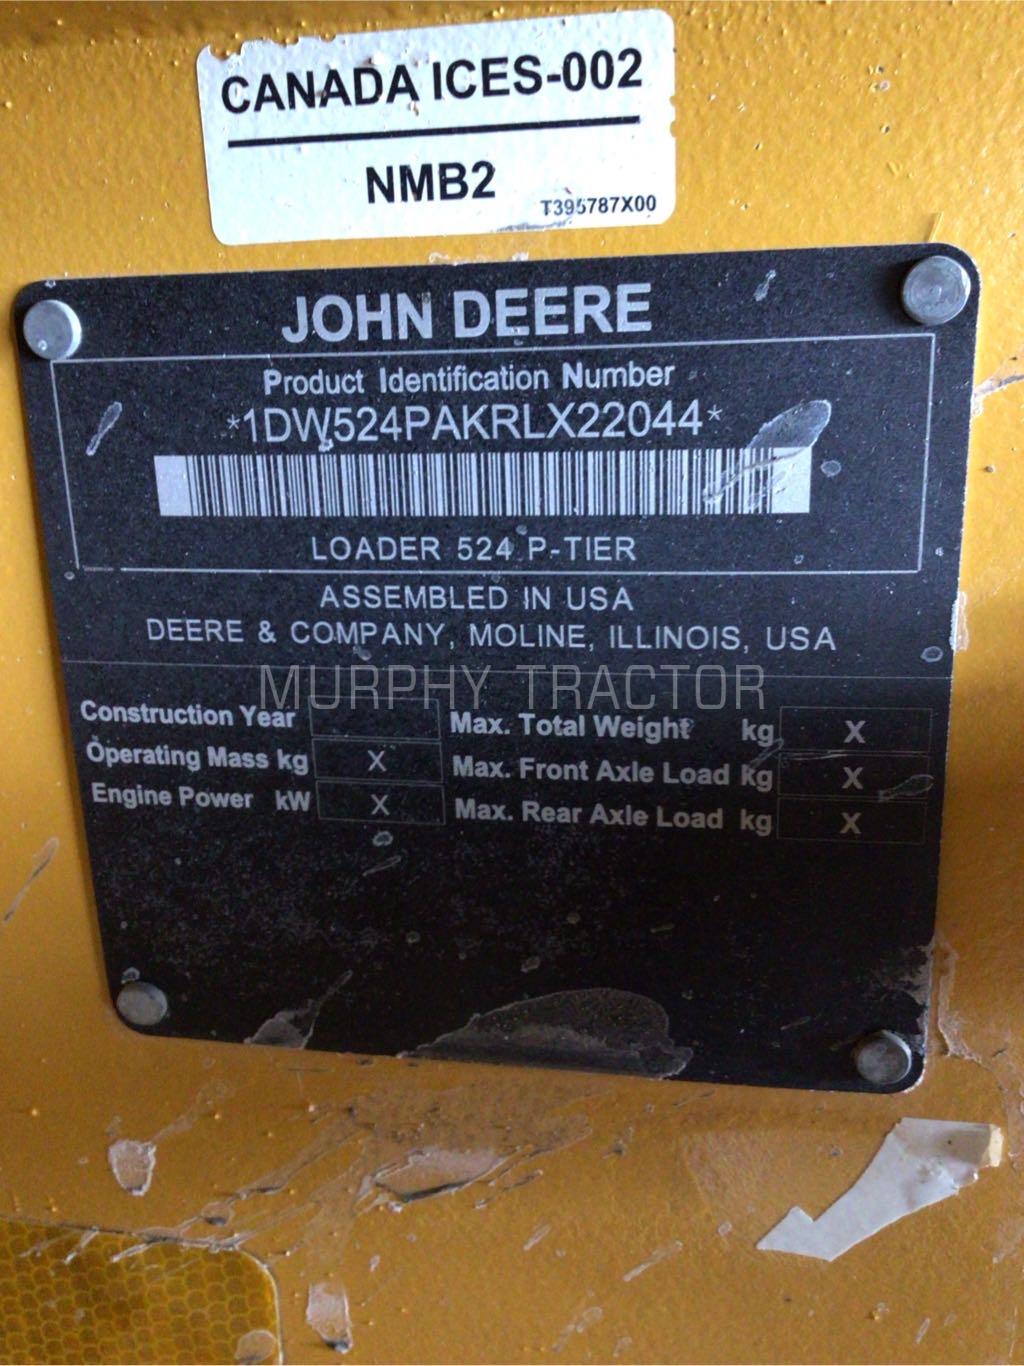 CANADA ICES-002
NMB2
T395787X00
JOHN DEERE
Product Identification Number
*1DW524PAKRLX22044*
LOADER 524 P-TIER
ASSEMBLED IN USA
DEERE & COMPANY, MOLINE, ILLINOIS, USA
MURPHY TRACTOR
Construction Year Max. Total Weight kg X
Operating Mass kg X Max. Front Axle Load kg X
Engine Power kW X Max. Rear Axle Load kg X